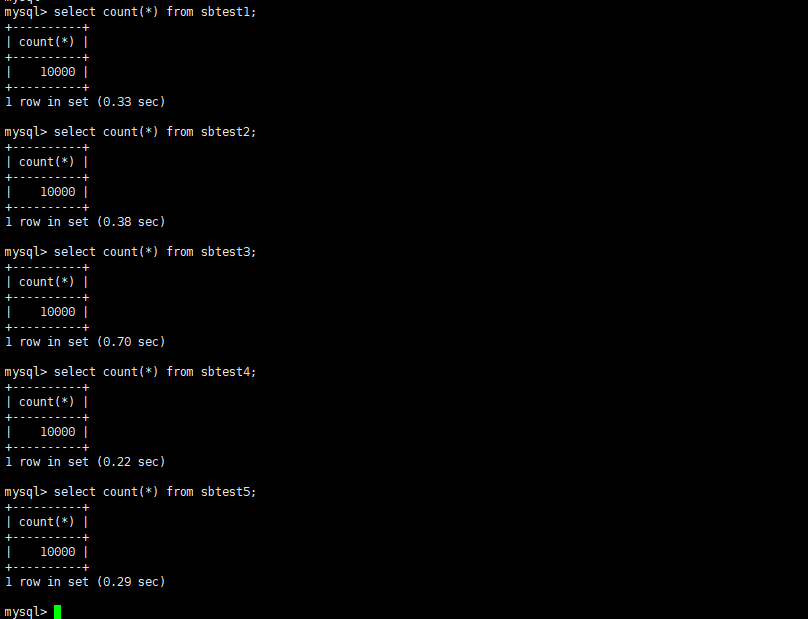 mysql> select count(*) from sbtest1;
+----------+
| count(*) |
+----------+
|    10000 |
+----------+
1 row in set (0.33 sec)

mysql> select count(*) from sbtest2;
+----------+
| count(*) |
+----------+
|    10000 |
+----------+
1 row in set (0.38 sec)

mysql> select count(*) from sbtest3;
+----------+
| count(*) |
+----------+
|    10000 |
+----------+
1 row in set (0.70 sec)

mysql> select count(*) from sbtest4;
+----------+
| count(*) |
+----------+
|    10000 |
+----------+
1 row in set (0.22 sec)

mysql> select count(*) from sbtest5;
+----------+
| count(*) |
+----------+
|    10000 |
+----------+
1 row in set (0.29 sec)

mysql>